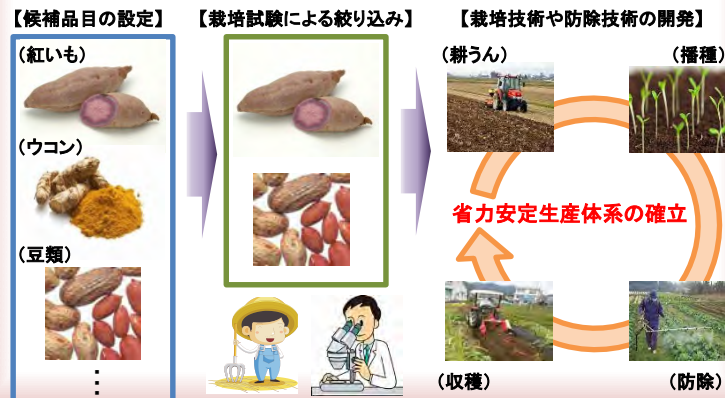 【候補品目の設定】
【栽培試験による絞り込み】
【栽培技術や防除技術の開発】
（紅いも）
（ウコン）
（豆類）
（耕うん）
（播種）
省力安定生産体系の確立
（収穫）
（防除）